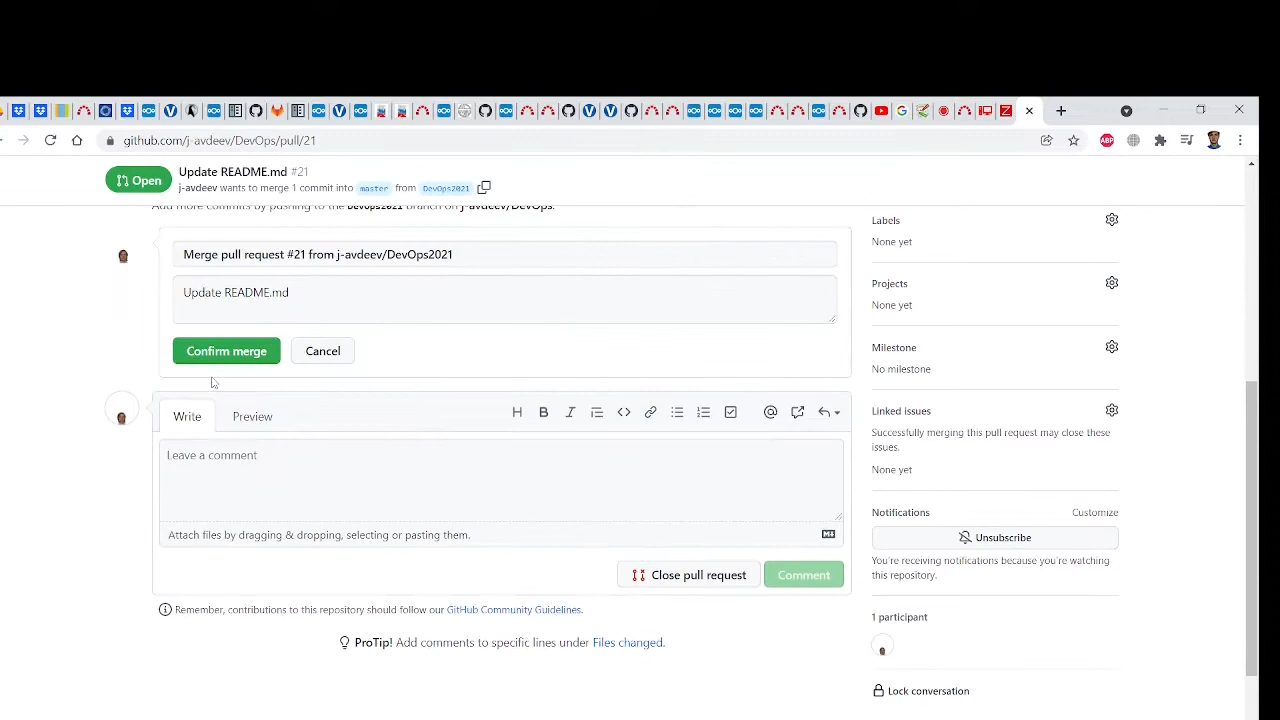 github.com/j-avdeev/DevOps/pull/21
ABP
Open
Update README.md #21
j-avdeev wants to merge 1 commit into master from DevOps2021
Add more commits by pushing to the DevOps2021 branch on j-avdeev/DevOps.
Merge pull request #21 from j-avdeev/DevOps2021
Update README.md
Confirm merge
Cancel
Write
Preview
Leave a comment
Attach files by dragging & dropping, selecting or pasting them.
Close pull request
Comment
Remember, contributions to this repository should follow our GitHub Community Guidelines.
ProTip! Add comments to specific lines under Files changed.
Labels
None yet
Projects
None yet
Milestone
No milestone
Linked issues
Successfully merging this pull request may close these
issues.
None yet
Notifications
Customize
Unsubscribe
You're receiving notifications because you're watching
this repository.
1 participant
Lock conversation